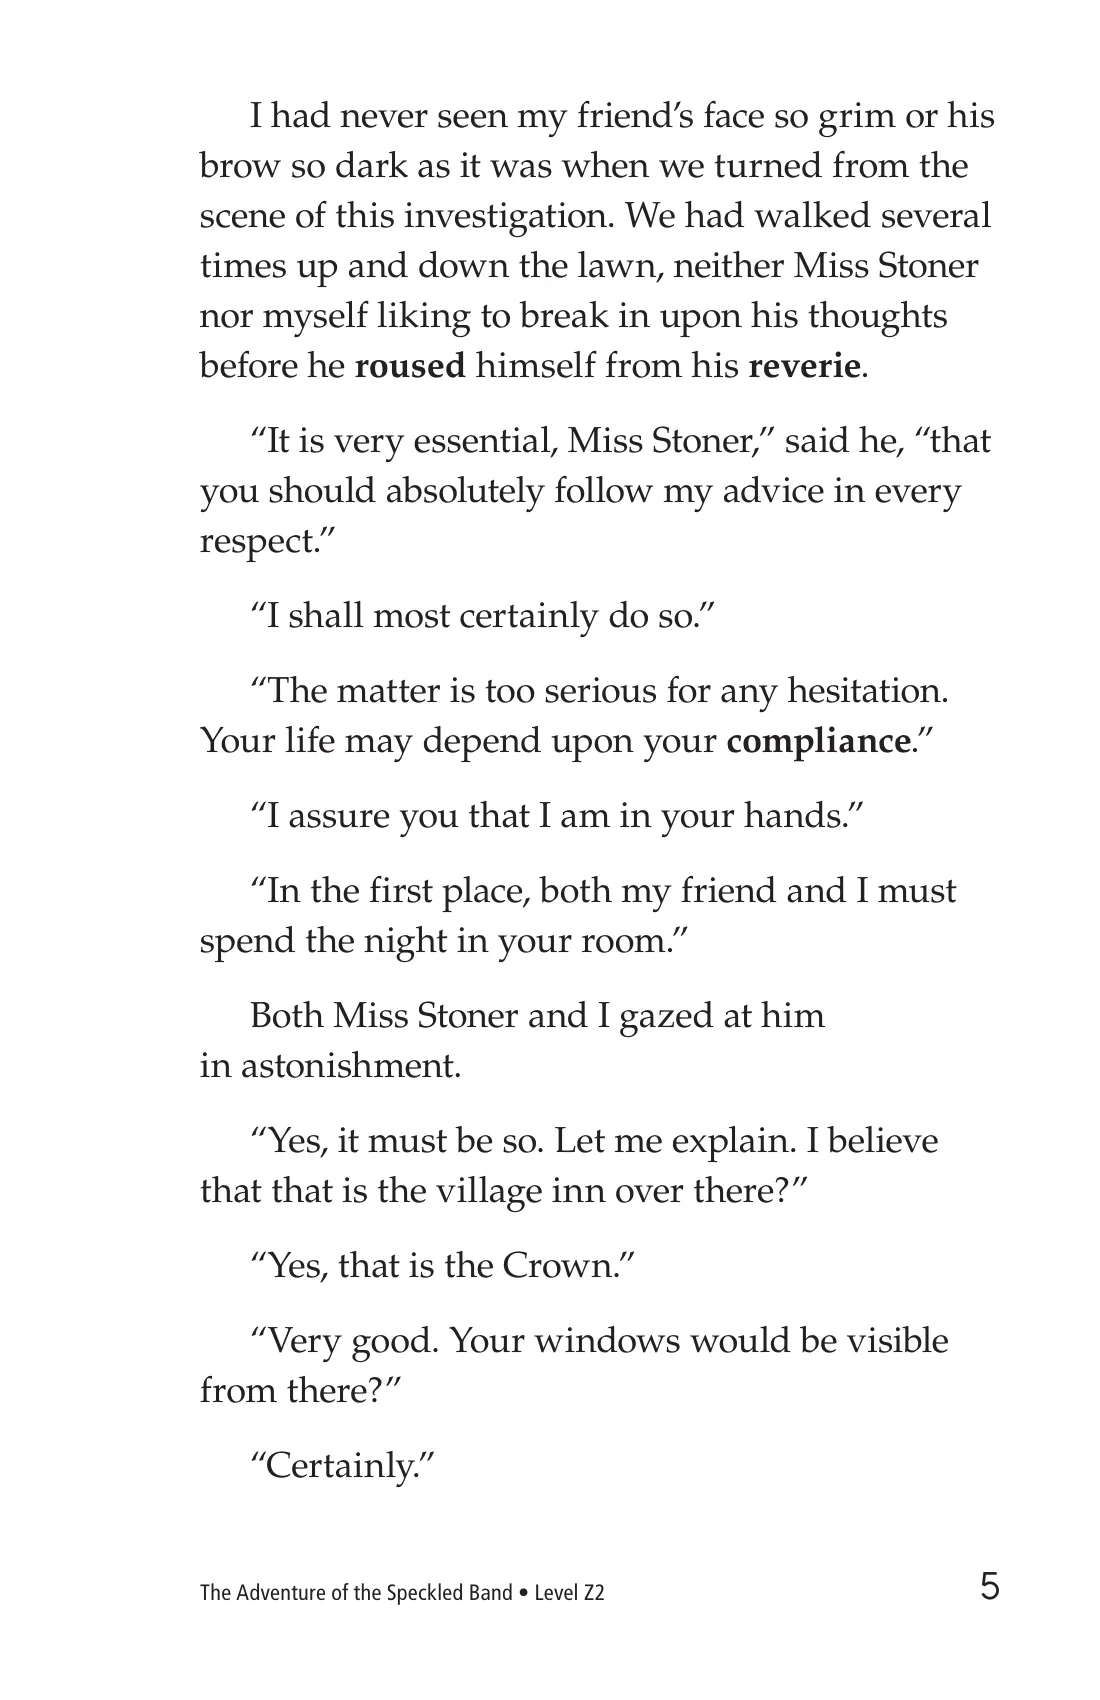 I had never seen my friend’s face so grim or his
brow so dark as it was when we turned from the
scene of this investigation. We had walked several
times up and down the lawn, neither Miss Stoner
nor myself liking to break in upon his thoughts
before he roused himself from his reverie.
“It is very essential, Miss Stoner,” said he, “that
you should absolutely follow my advice in every
respect.”
“I shall most certainly do so.”
“The matter is too serious for any hesitation.
Your life may depend upon your compliance.”
“I assure you that I am in your hands.”
“In the first place, both my friend and I must
spend the night in your room.”
Both Miss Stoner and I gazed at him
in astonishment.
“Yes, it must be so. Let me explain. I believe
that that is the village inn over there?”
“Yes, that is the Crown.”
“Very good. Your windows would be visible
from there?”
“Certainly.”
The Adventure of the Speckled Band • Level Z2
5